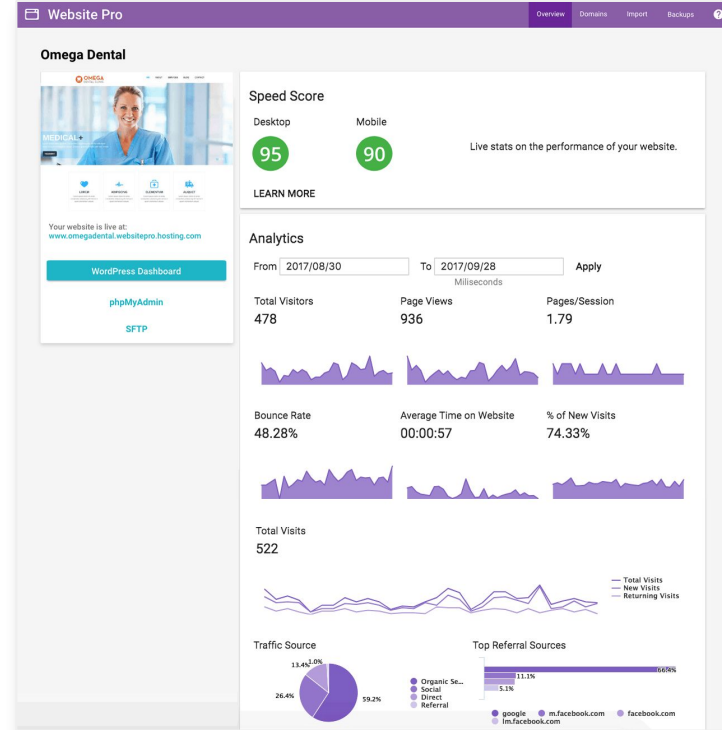 Website Pro
Overview Domains Import Backups ?
Omega Dental
OMEGA
MEDICAL+
Your website is live at:
www.omegadental.websitepro.hosting.com
WordPress Dashboard
phpMyAdmin
SFTP
Speed Score
Desktop Mobile
95 90
Live stats on the performance of your website.
LEARN MORE
Analytics
From 2017/08/30 To 2017/09/28 Apply
Miliseconds
Total Visitors Page Views Pages/Session
478 936 1.79
Bounce Rate Average Time on Website % of New Visits
48.28% 00:00:57 74.33%
Total Visits
522
Total Visits
New Visits
Returning Visits
Traffic Source
13.4% 1.0%
26.4% 59.2%
Organic Se...
Social
Direct
Referral
Top Referral Sources
66.4%
11.1%
5.1%
google m.facebook.com facebook.com
lm.facebook.com